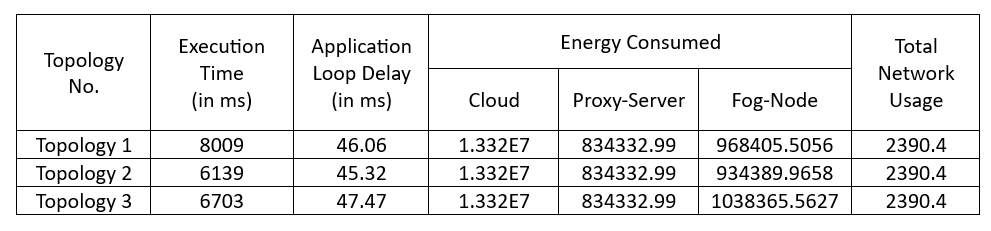 Topology No. | Execution Time (in ms) | Application Loop Delay (in ms) | Energy Consumed | Total Network Usage
Cloud | Proxy-Server | Fog-Node
Topology 1 | 8009 | 46.06 | 1.332E7 | 834332.99 | 968405.5056 | 2390.4
Topology 2 | 6139 | 45.32 | 1.332E7 | 834332.99 | 934389.9658 | 2390.4
Topology 3 | 6703 | 47.47 | 1.332E7 | 834332.99 | 1038365.5627 | 2390.4